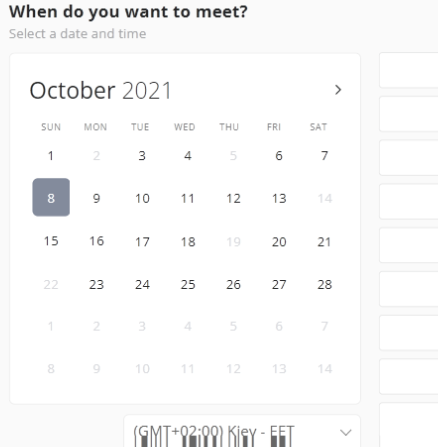 When do you want to meet?
Select a date and time
October 2021
SUN MON TUE WED THU FRI SAT
1 2 3 4 5 6 7
8 9 10 11 12 13 14
15 16 17 18 19 20 21
22 23 24 25 26 27 28
1 2 3 4 5 6 7
8 9 10 11 12 13 14
(GMT+02:00) Kiev - EET